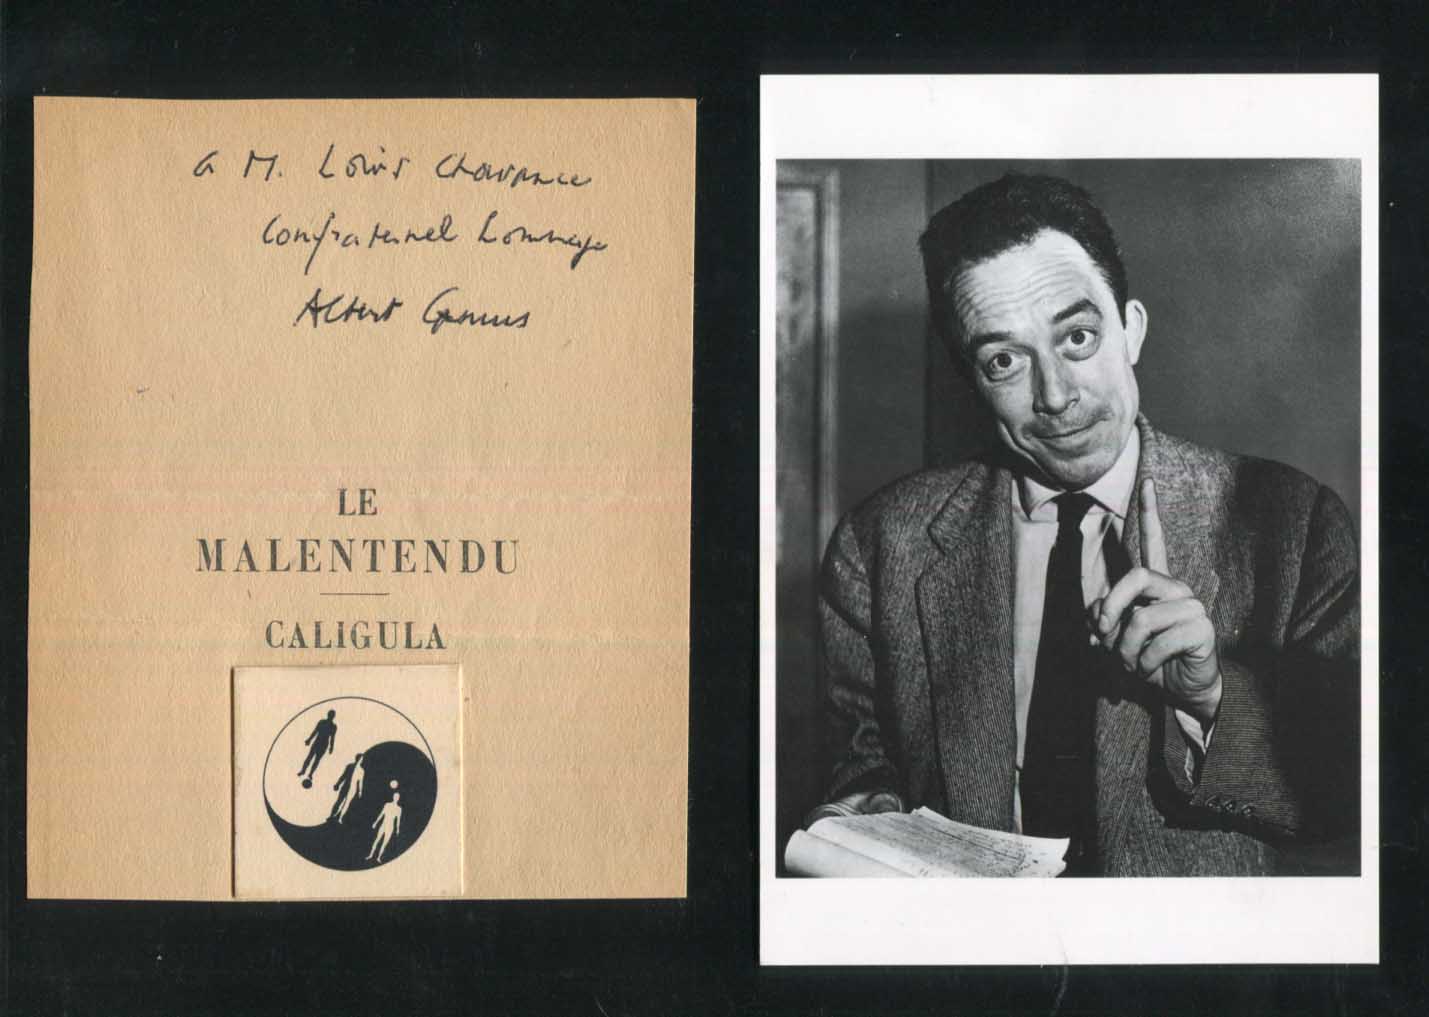 a M. Louis Chavance
Confraternel hommage
Albert Camus
LE
MALENTENDU
CALIGULA